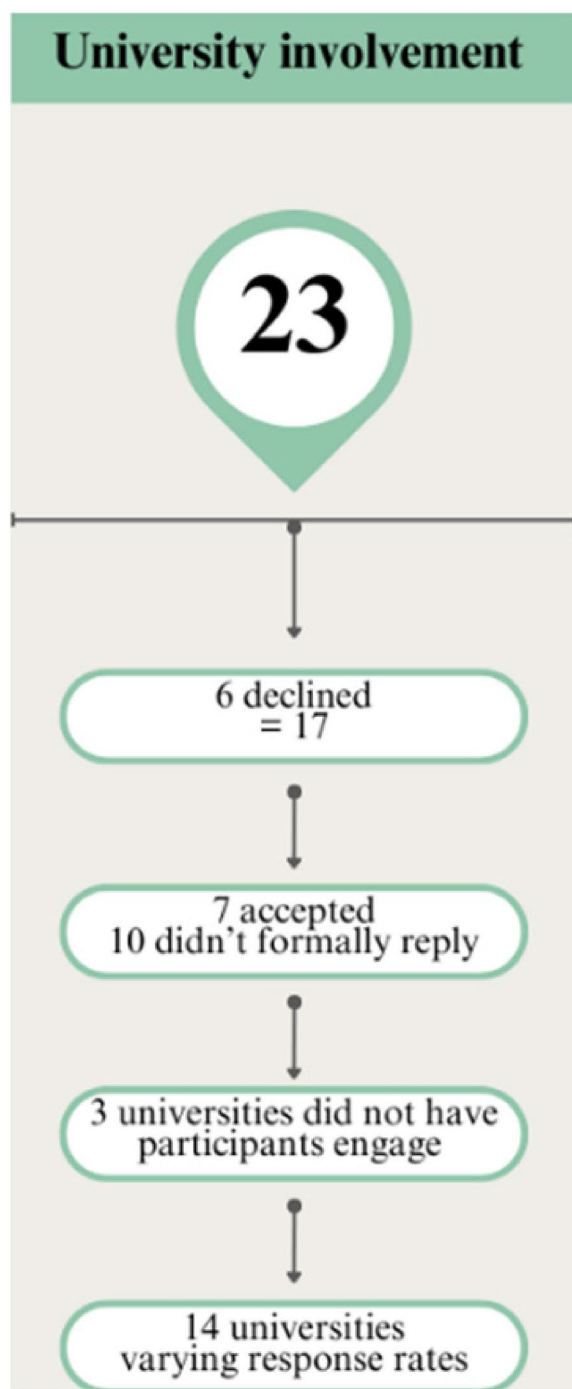 University involvement
23
6 declined
= 17
7 accepted
10 didn't formally reply
3 universities did not have
participants engage
14 universities
varying response rates